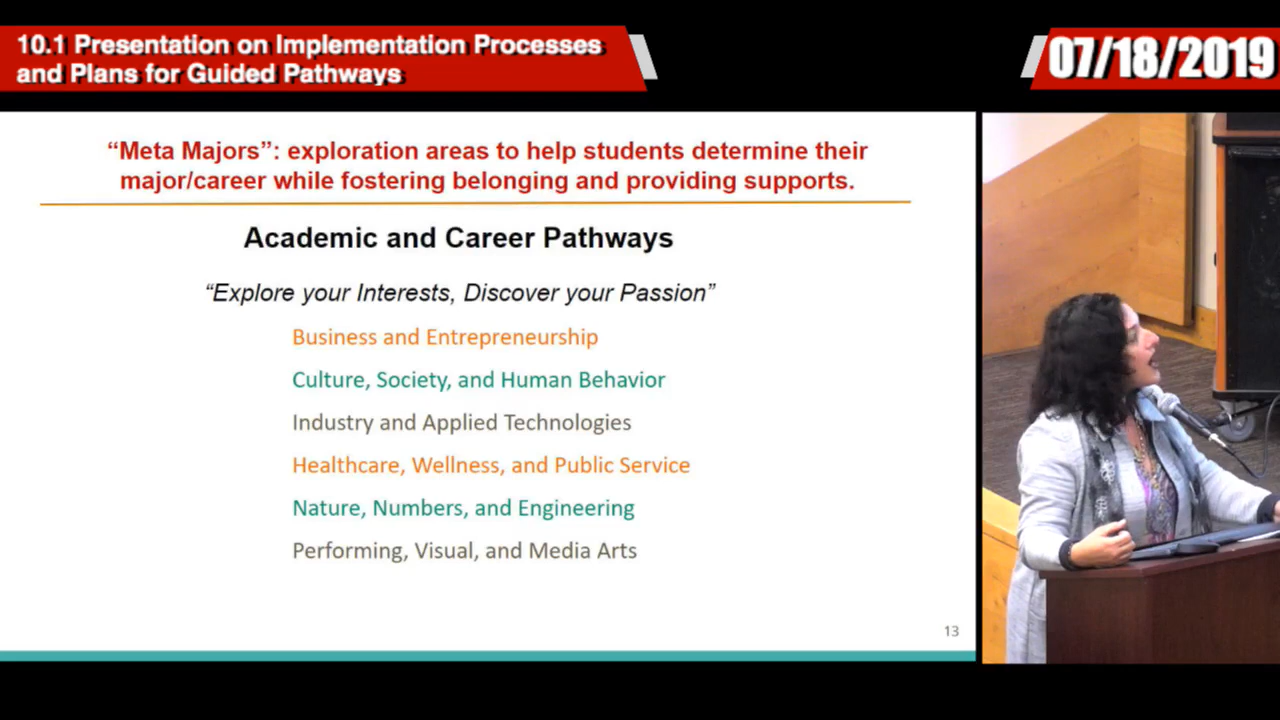 10.1 Presentation on Implementation Processes
and Plans for Guided Pathways
07/18/2019
“Meta Majors”: exploration areas to help students determine their
major/career while fostering belonging and providing supports.
Academic and Career Pathways
“Explore your Interests, Discover your Passion”
Business and Entrepreneurship
Culture, Society, and Human Behavior
Industry and Applied Technologies
Healthcare, Wellness, and Public Service
Nature, Numbers, and Engineering
Performing, Visual, and Media Arts
13